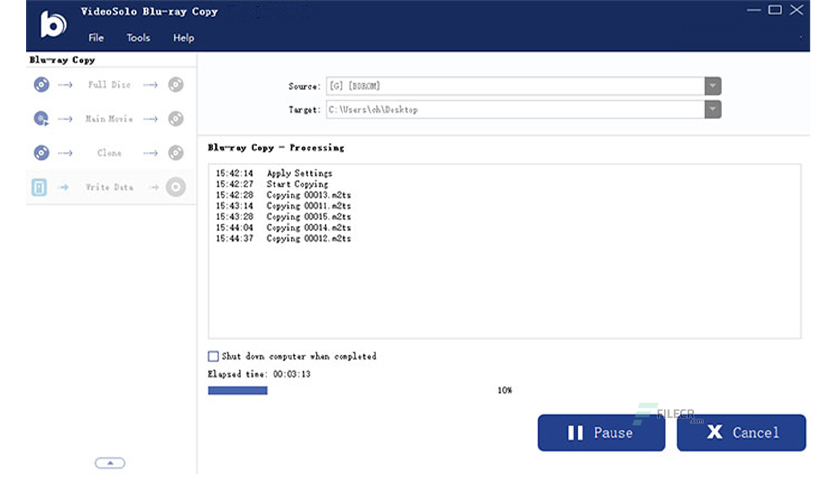 VideoSolo Blu-ray Copy
File Tools Help
Blu-ray Copy
Full Disc
Main Movie
Clone
Write Data
Source: [G] [BDROM]
Target: C:\Users\ch\Desktop
Blu-ray Copy - Processing
15:42:14 Apply Settings
15:42:27 Start Copying
15:42:28 Copying 00013.m2ts
15:43:14 Copying 00011.m2ts
15:43:28 Copying 00015.m2ts
15:44:04 Copying 00014.m2ts
15:44:37 Copying 00012.m2ts
Shut down computer when completed
Elapsed time: 00:03:13
10%
FILECR
.com
Pause
Cancel